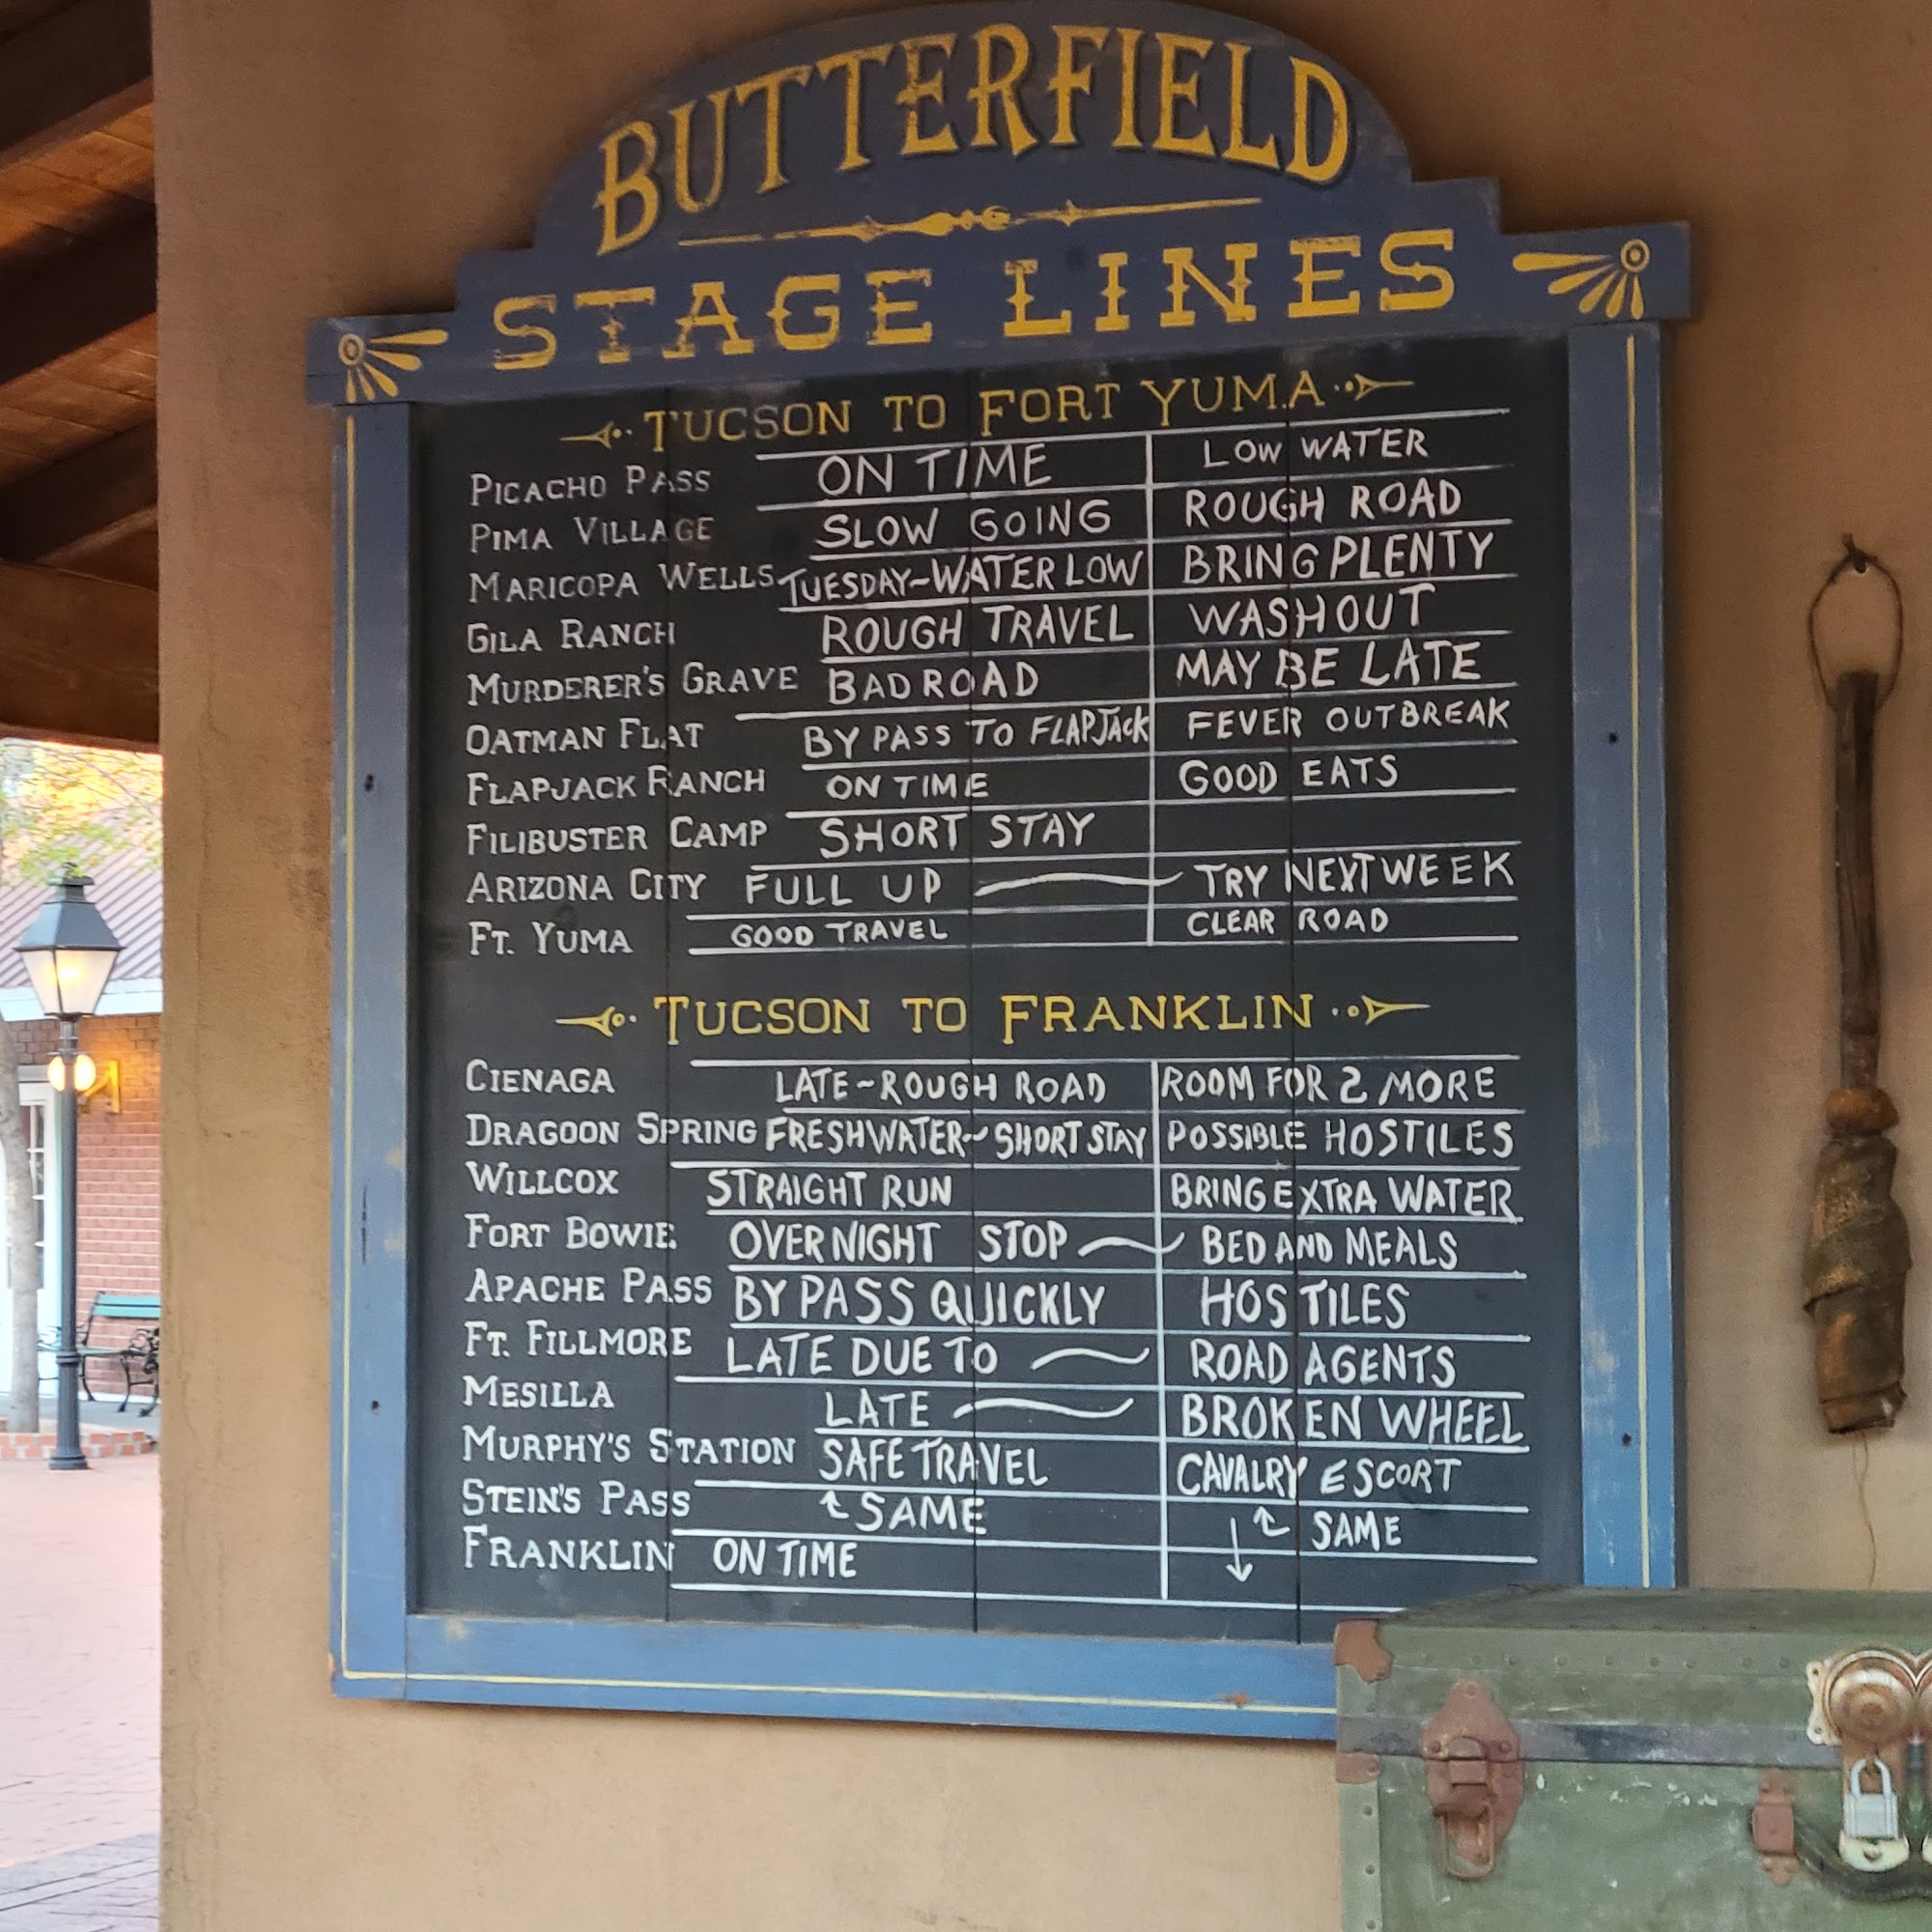 BUTTERFIELD
STAGE LINES
TUCSON TO FORT YUMA
PICACHO PASS ON TIME LOW WATER
PIMA VILLAGE SLOW GOING ROUGH ROAD
MARICOPA WELLS TUESDAY~WATER LOW BRING PLENTY
GILA RANCH ROUGH TRAVEL WASHOUT
MURDERER'S GRAVE BAD ROAD MAY BE LATE
OATMAN FLAT BY PASS TO FLAPJACK FEVER OUTBREAK
FLAPJACK RANCH ON TIME GOOD EATS
FILIBUSTER CAMP SHORT STAY
ARIZONA CITY FULL UP — TRY NEXT WEEK
FT. YUMA GOOD TRAVEL CLEAR ROAD
TUCSON TO FRANKLIN
CIENAGA LATE~ROUGH ROAD ROOM FOR 2 MORE
DRAGOON SPRING FRESHWATER~SHORT STAY POSSIBLE HOSTILES
WILLCOX STRAIGHT RUN BRING EXTRA WATER
FORT BOWIE OVERNIGHT STOP ~ BED AND MEALS
APACHE PASS BY PASS QUICKLY HOSTILES
FT. FILLMORE LATE DUE TO ~ ROAD AGENTS
MESILLA LATE ~ BROKEN WHEEL
MURPHY'S STATION SAFE TRAVEL CAVALRY ESCORT
STEIN'S PASS ↑ SAME ↑ SAME
FRANKLIN ON TIME ↓